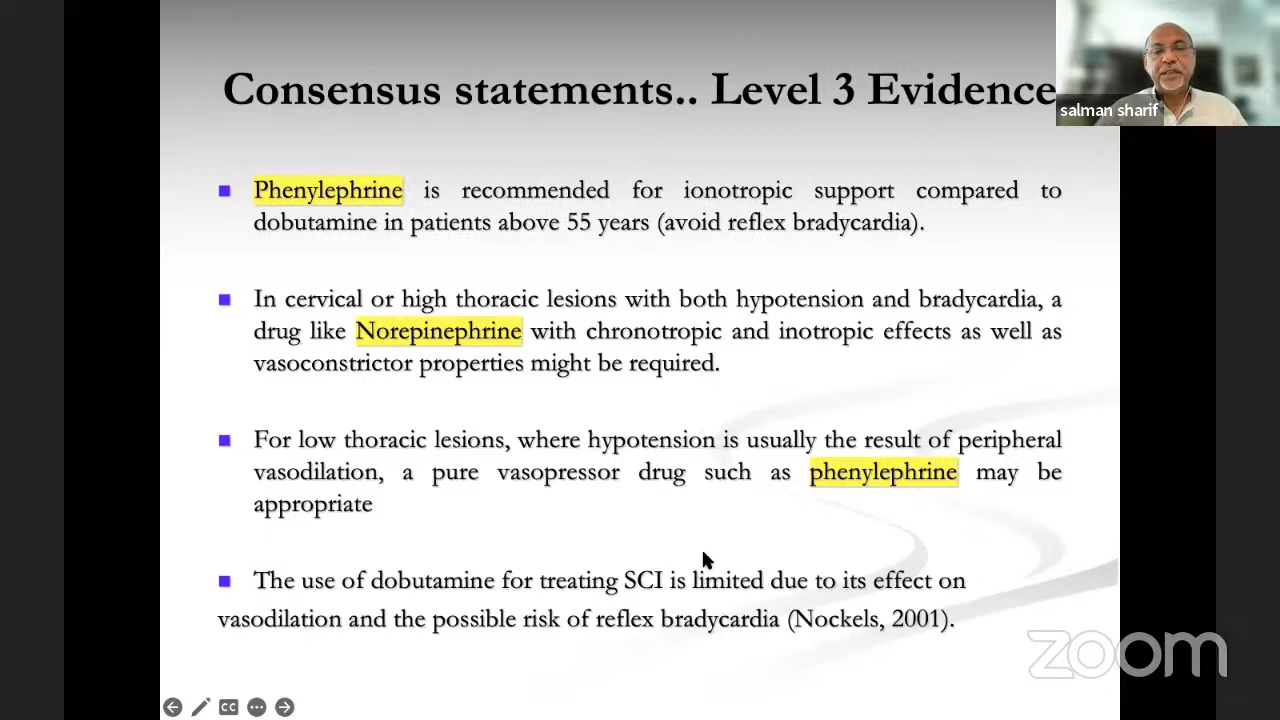 Consensus statements.. Level 3 Evidence
salman sharif
Phenylephrine is recommended for ionotropic support compared to
dobutamine in patients above 55 years (avoid reflex bradycardia).
In cervical or high thoracic lesions with both hypotension and bradycardia, a
drug like Norepinephrine with chronotropic and inotropic effects as well as
vasoconstrictor properties might be required.
For low thoracic lesions, where hypotension is usually the result of peripheral
vasodilation, a pure vasopressor drug such as phenylephrine may be
appropriate
The use of dobutamine for treating SCI is limited due to its effect on
vasodilation and the possible risk of reflex bradycardia (Nockels, 2001).
zoom
CC